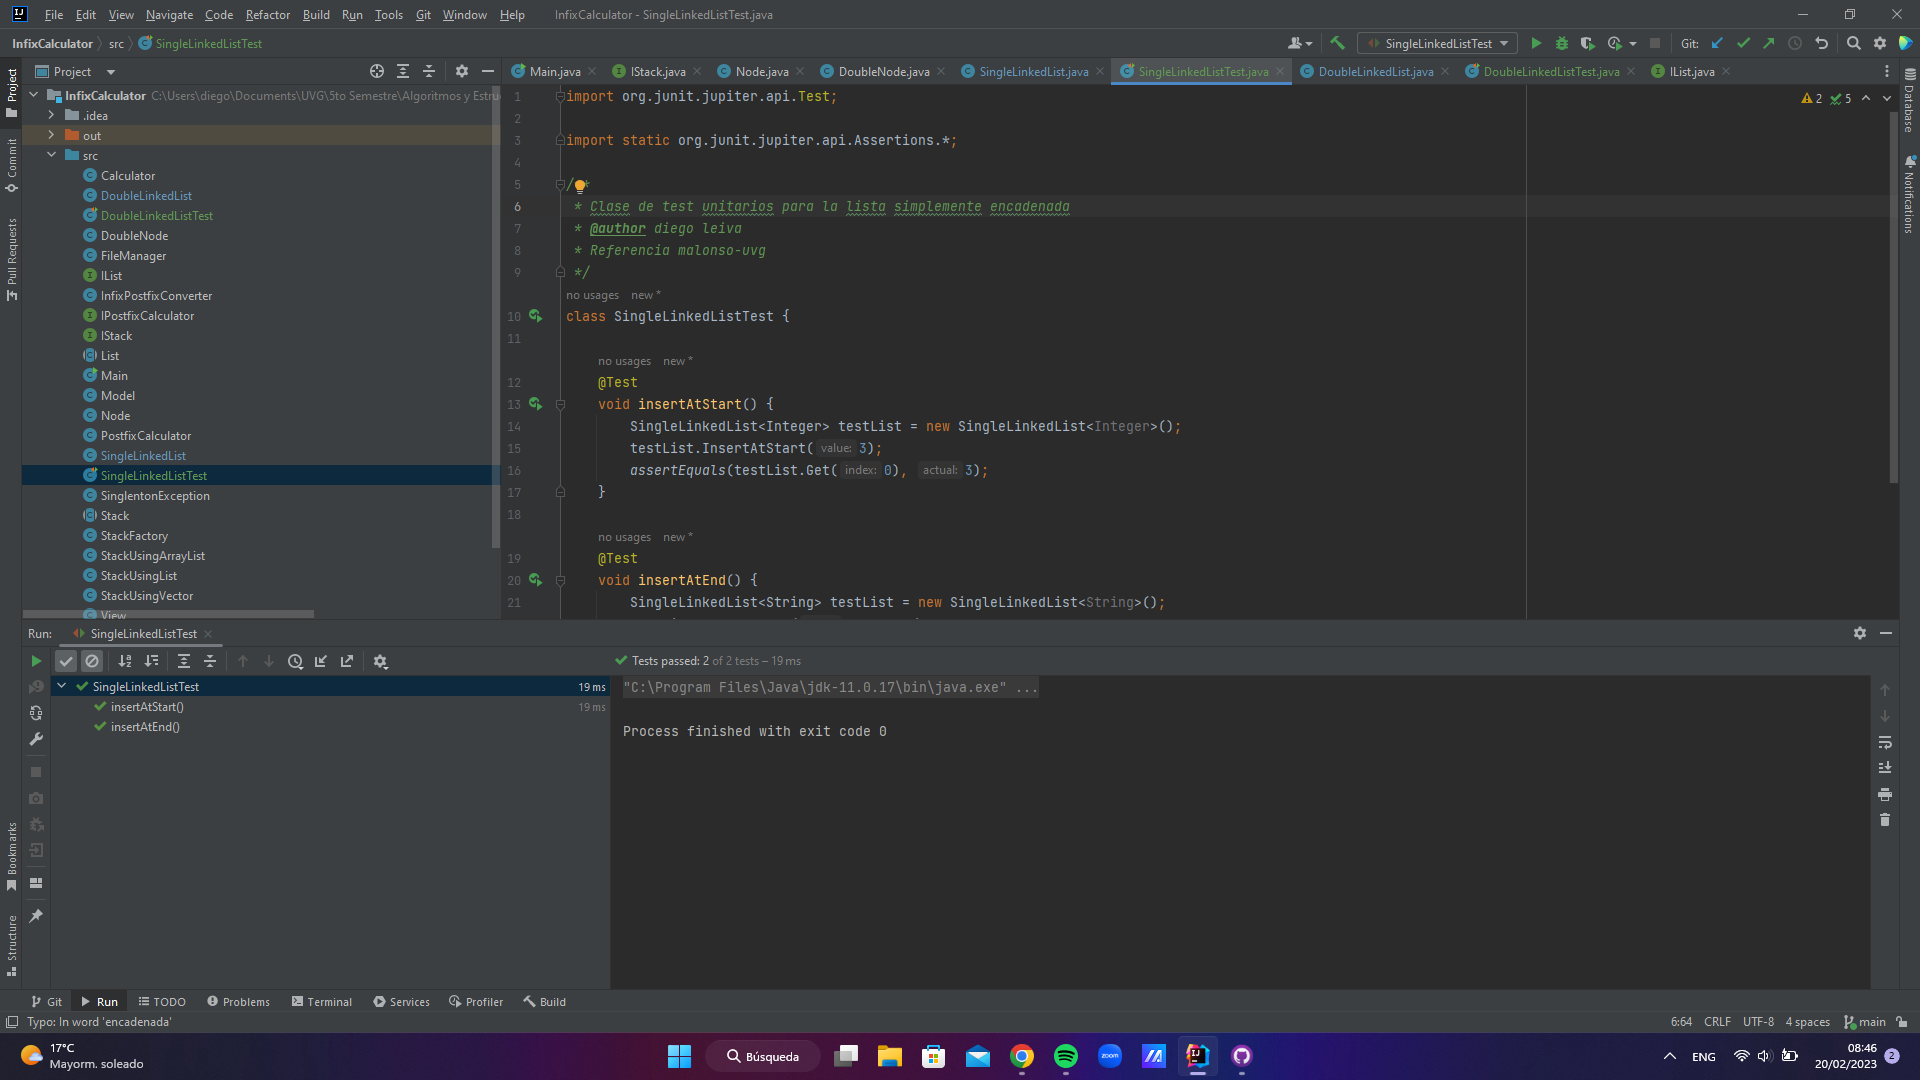 File Edit View Navigate Code Refactor Build Run Tools Git Window Help InfixCalculator - SingleLinkedListTest.java
InfixCalculator src SingleLinkedListTest SingleLinkedListTest Git:
Project
Main.java IStack.java Node.java DoubleNode.java SingleLinkedList.java SingleLinkedListTest.java DoubleLinkedList.java DoubleLinkedListTest.java IList.java
Project
Commit
Pull Requests
Bookmarks
Structure
InfixCalculator C:\Users\diego\Documents\UVG\5to Semestre\Algoritmos y Estru
.idea
out
src
Calculator
DoubleLinkedList
DoubleLinkedListTest
DoubleNode
FileManager
IList
InfixPostfixConverter
IPostfixCalculator
IStack
List
Main
Model
Node
PostfixCalculator
SingleLinkedList
SingleLinkedListTest
SinglentonException
Stack
StackFactory
StackUsingArrayList
StackUsingList
StackUsingVector
View
2 5
1 import org.junit.jupiter.api.Test;
2
3 import static org.junit.jupiter.api.Assertions.*;
4
5 /**
6 * Clase de test unitarios para la lista simplemente encadenada
7 * @author diego leiva
8 * Referencia malonso-uvg
9 */
no usages new *
10 class SingleLinkedListTest {
11
no usages new *
12 @Test
13 void insertAtStart() {
14 SingleLinkedList<Integer> testList = new SingleLinkedList<Integer>();
15 testList.InsertAtStart( value: 3);
16 assertEquals(testList.Get( index: 0), actual: 3);
17 }
18
no usages new *
19 @Test
20 void insertAtEnd() {
21 SingleLinkedList<String> testList = new SingleLinkedList<String>();
Database
Notifications
Run: SingleLinkedListTest
Tests passed: 2 of 2 tests – 19 ms
SingleLinkedListTest 19 ms
insertAtStart() 19 ms
insertAtEnd()
"C:\Program Files\Java\jdk-11.0.17\bin\java.exe" ...
Process finished with exit code 0
Git Run TODO Problems Terminal Services Profiler Build
Typo: In word 'encadenada' 6:64 CRLF UTF-8 4 spaces main
17°C
Mayorm. soleado
Búsqueda
zoom
ENG
08:46
20/02/2023
2